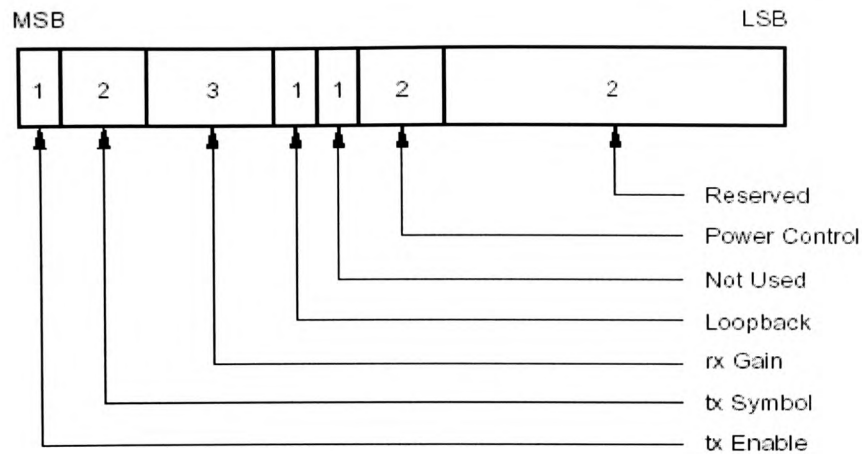 MSB LSB
1 2 3 1 1 2 2
Reserved
Power Control
Not Used
Loopback
rx Gain
tx Symbol
tx Enable